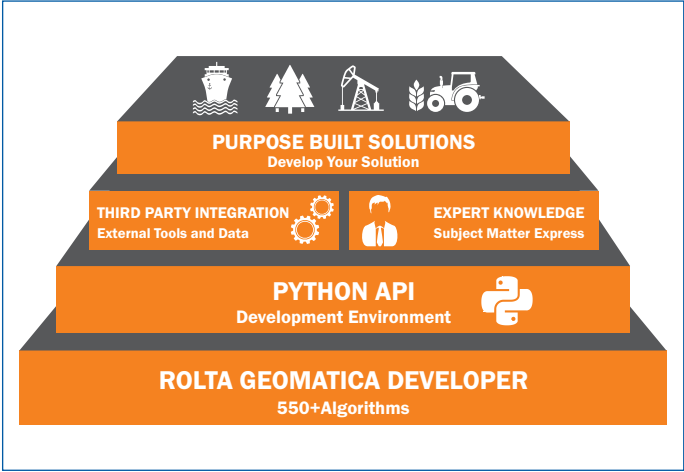 PURPOSE BUILT SOLUTIONS
Develop Your Solution
THIRD PARTY INTEGRATION
External Tools and Data
EXPERT KNOWLEDGE
Subject Matter Express
PYTHON API
Development Environment
ROLTA GEOMATICA DEVELOPER
550+Algorithms